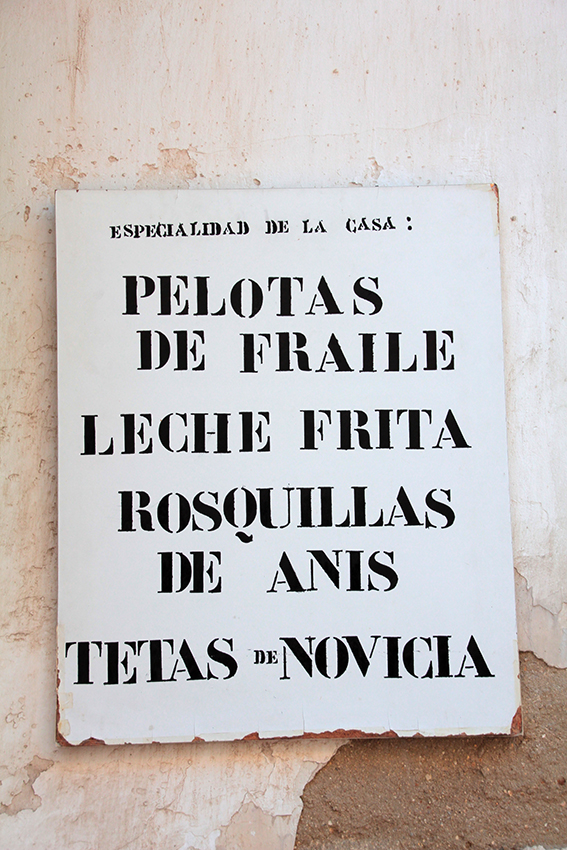 ESPECIALIDAD DE LA CASA:
PELOTAS
DE FRAILE
LECHE FRITA
ROSQUILLAS
DE ANIS
TETAS DE NOVICIA